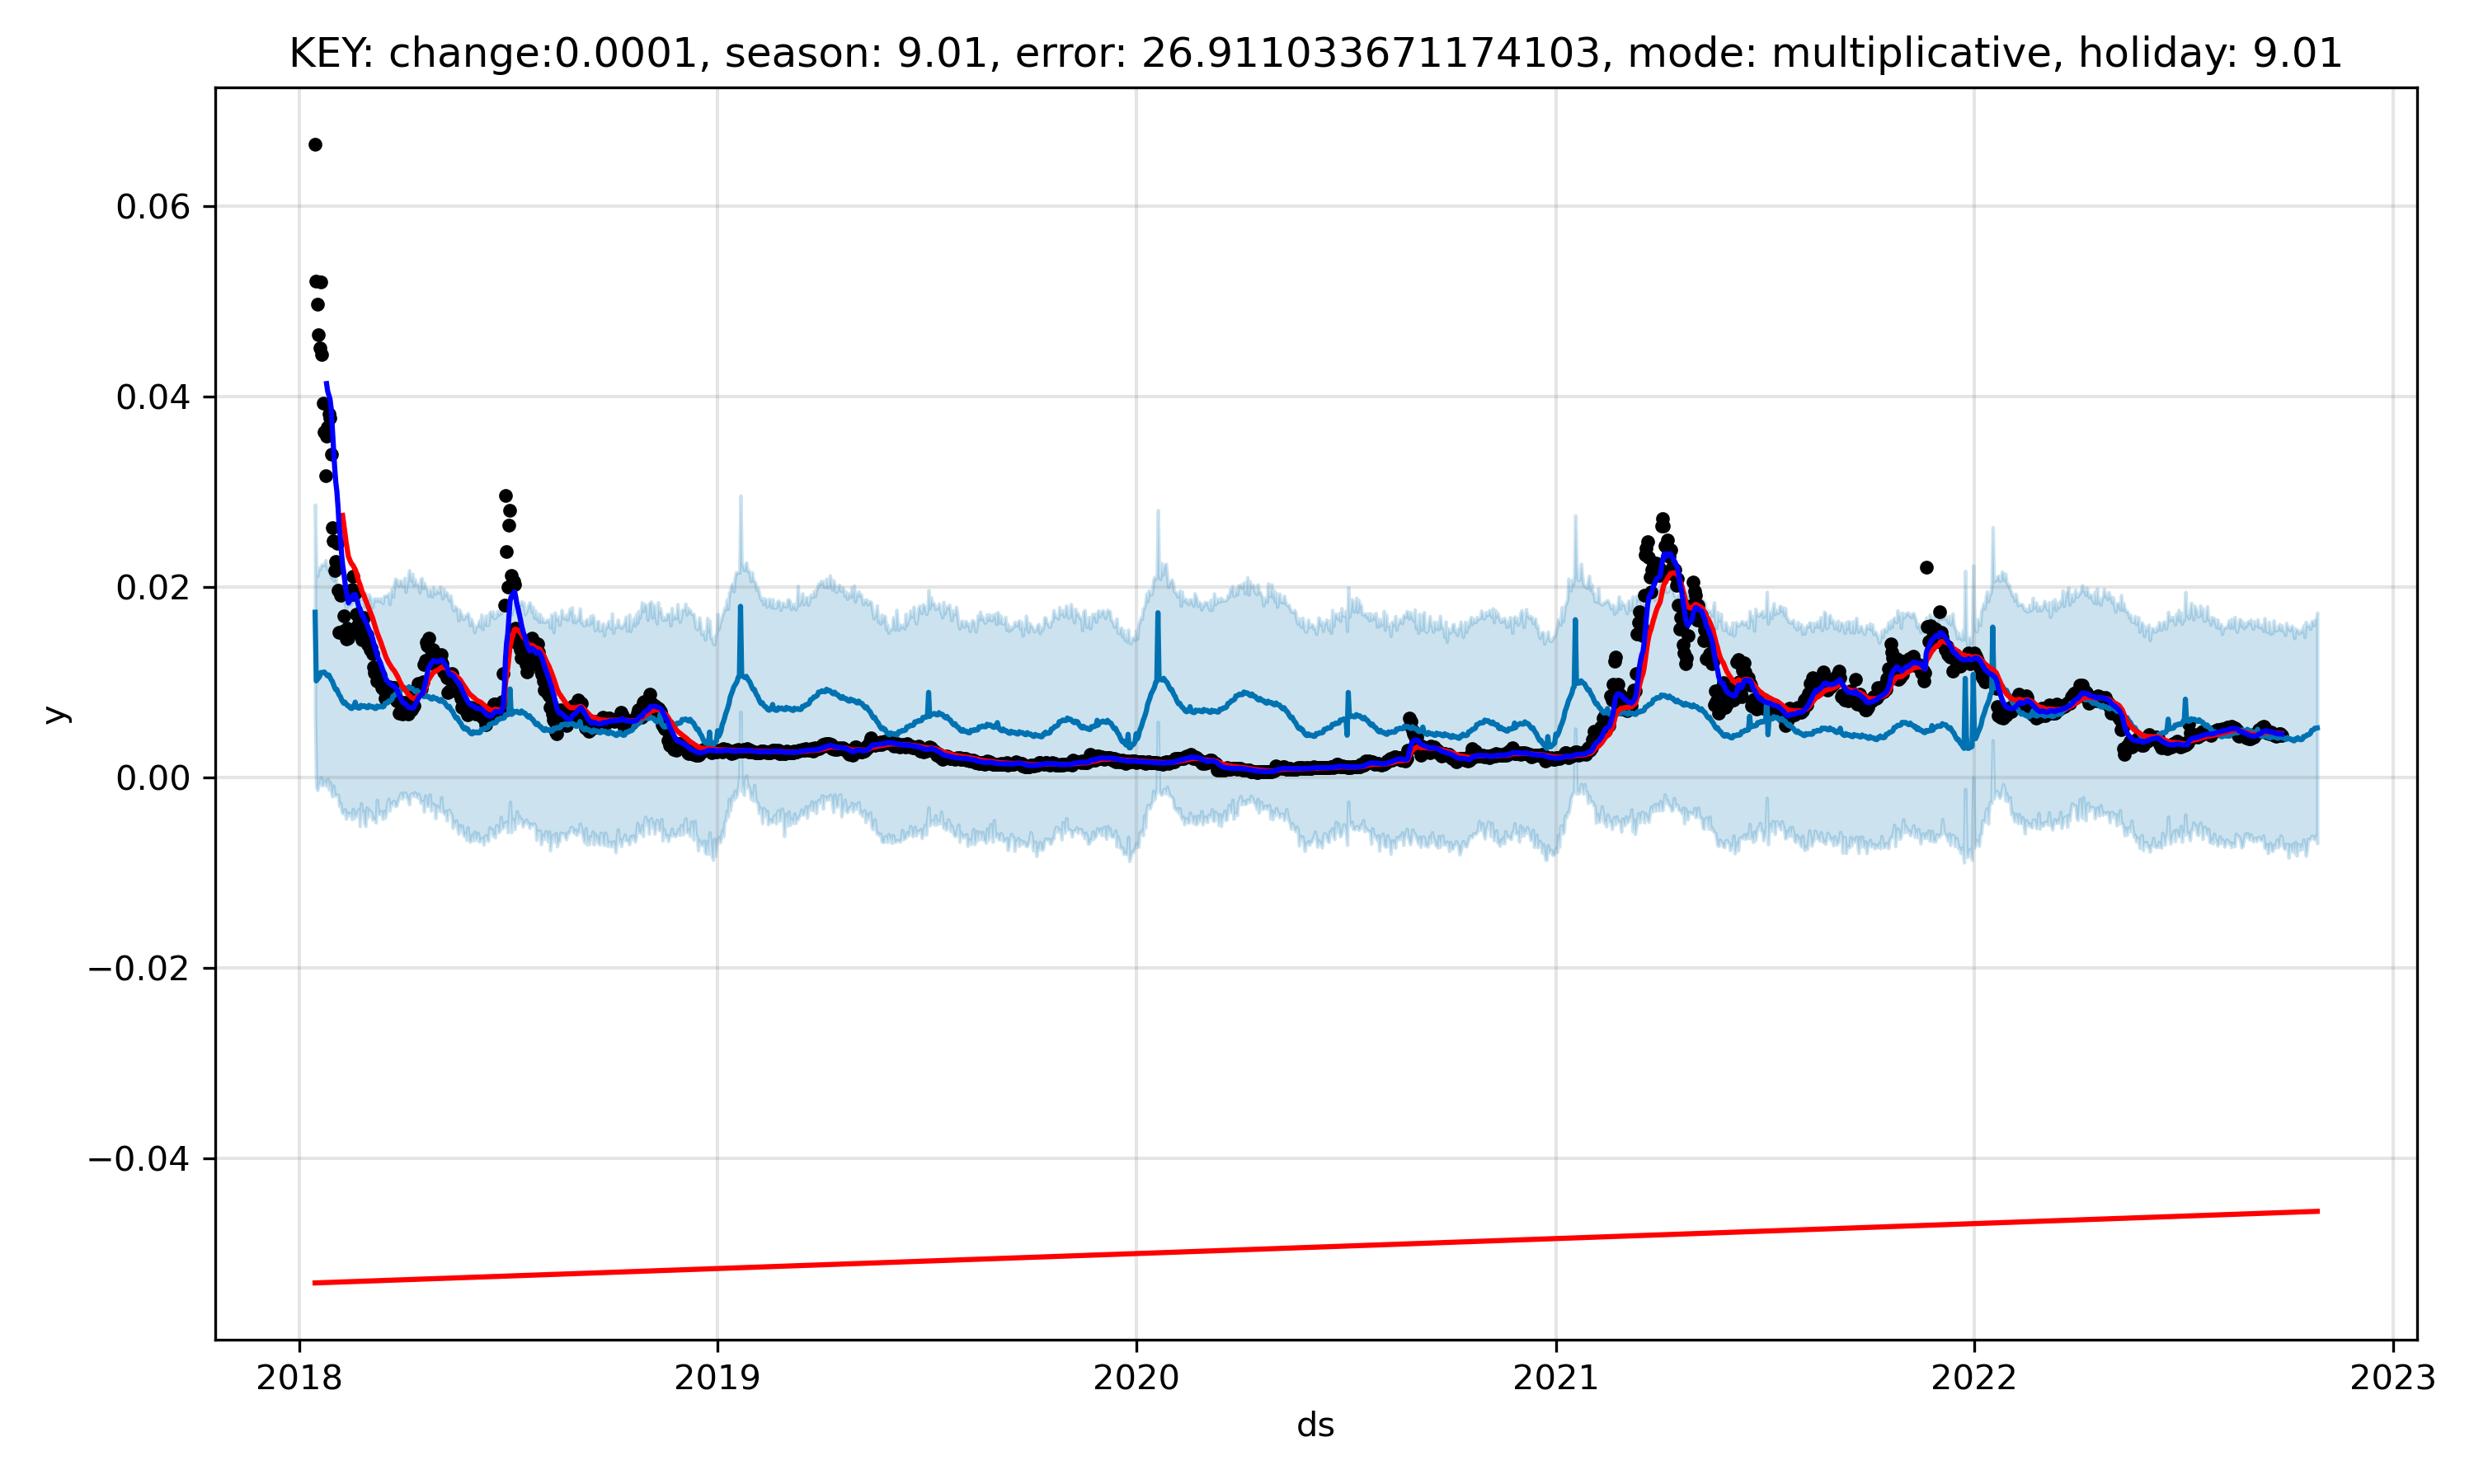 KEY: change:0.0001, season: 9.01, error: 26.911033671174103, mode: multiplicative, holiday: 9.01
y
0.06
0.04
0.02
0.00
−0.02
−0.04
2018 2019 2020 2021 2022 2023
ds